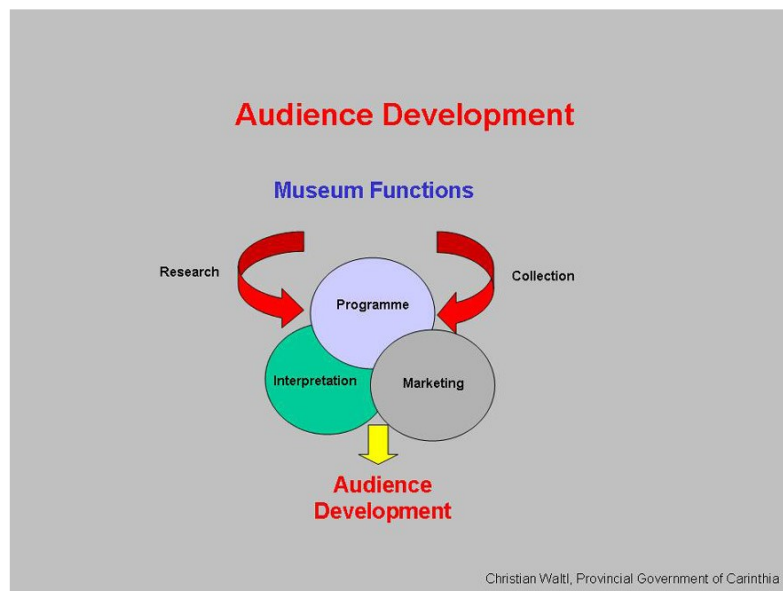 Audience Development
Museum Functions
Research
Collection
Programme
Interpretation
Marketing
Audience
Development
Christian Waltl, Provincial Government of Carinthia